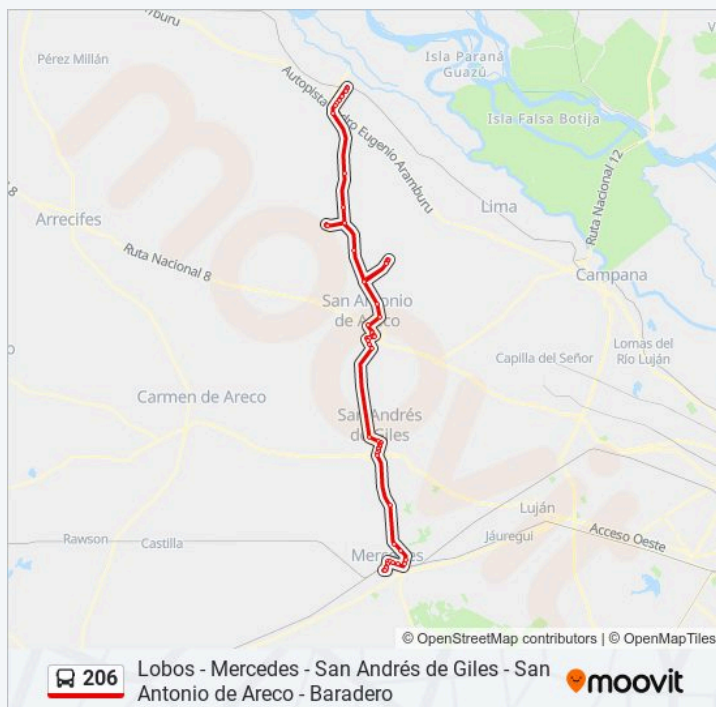 Ramallo
Pérez Millán
Isla Paraná
Guazú
Autopista Pedro Eugenio Aramburu
Isla Falsa Botija
Ruta Nacional 12
Lima
Arrecifes
Ruta Nacional 8
Campana
San Antonio
de Areco
Lomas del
Río Luján
Capilla del Señor
Carmen de Areco
San Andrés
de Giles
Luján
Acceso Oeste
Rawson
Castilla
Mercedes
Jáuregui
moovit
© OpenStreetMap contributors | © OpenMapTiles
206
Lobos - Mercedes - San Andrés de Giles - San
Antonio de Areco - Baradero
moovit